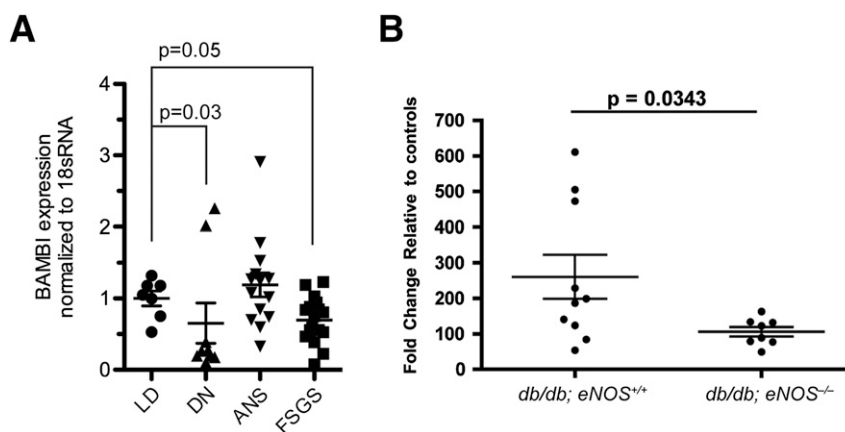 A
p=0.05
p=0.03
BAMBI expression
normalized to 18sRNA
4
3
2
1
0
LD
DN
ANS
FSGS
B
p = 0.0343
Fold Change Relative to controls
700
600
500
400
300
200
100
0
db/db; eNOS+/+
db/db; eNOS–/–